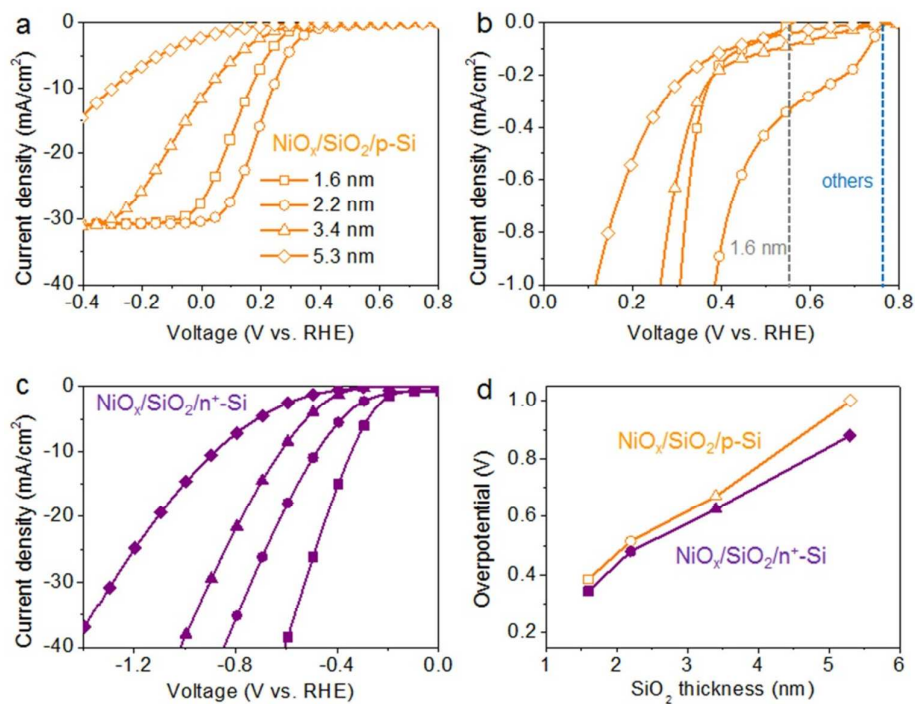 a
0
-10
-20
-30
-40
-0.4
-0.2
0.0
0.2
0.4
0.6
0.8
Current density (mA/cm²)
Voltage (V vs. RHE)
NiOₓ/SiO₂/p-Si
1.6 nm
2.2 nm
3.4 nm
5.3 nm
b
0.0
-0.2
-0.4
-0.6
-0.8
-1.0
0.0
0.2
0.4
0.6
0.8
Current density (mA/cm²)
Voltage (V vs. RHE)
1.6 nm
others
c
0
-10
-20
-30
-40
-1.2
-0.8
-0.4
0.0
Current density (mA/cm²)
Voltage (V vs. RHE)
NiOₓ/SiO₂/n⁺-Si
d
1.0
0.8
0.6
0.4
0.2
1
2
3
4
5
6
Overpotential (V)
SiO₂ thickness (nm)
NiOₓ/SiO₂/p-Si
NiOₓ/SiO₂/n⁺-Si